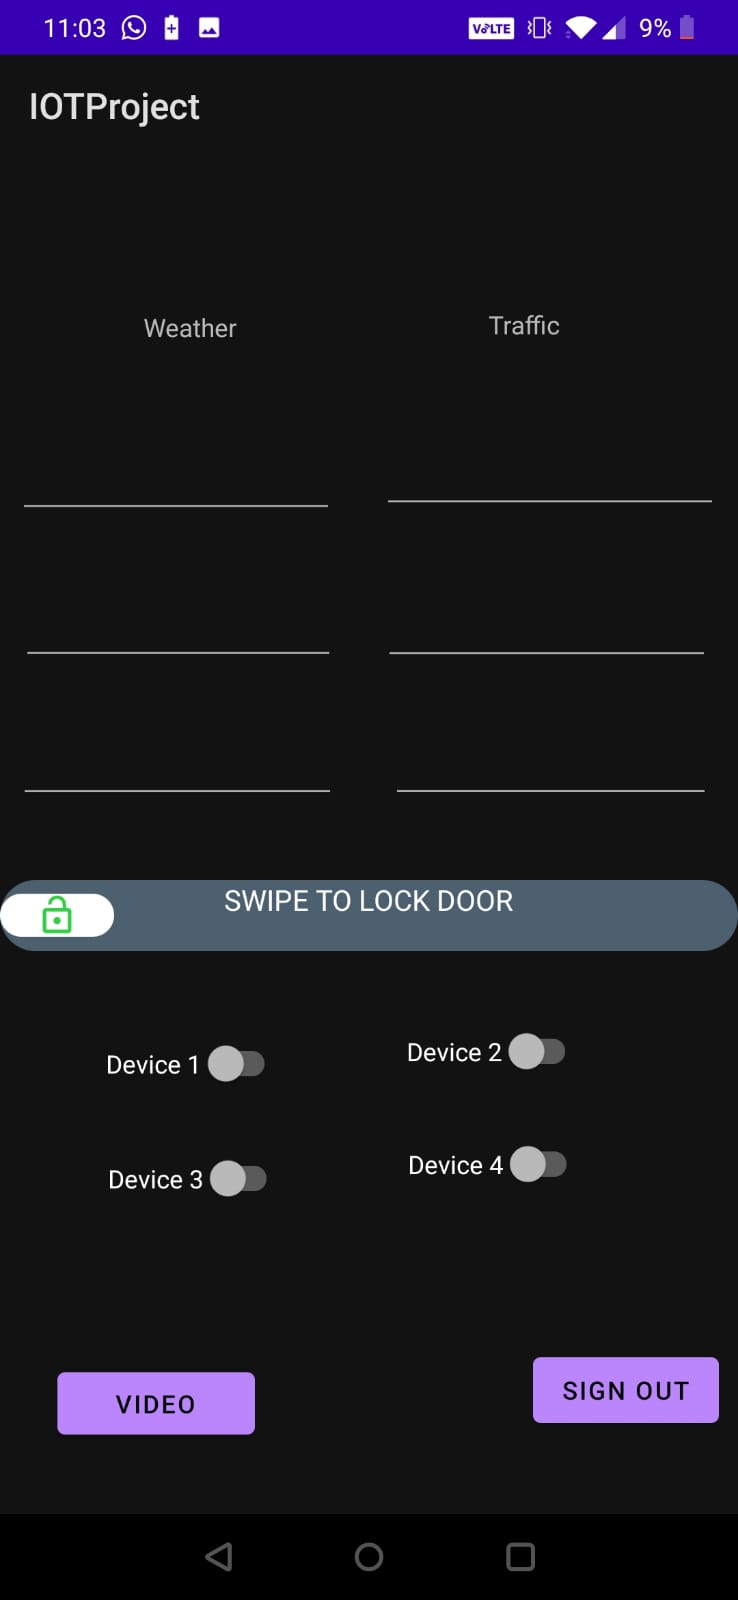 11:03 VoLTE 9%
IOTProject
Weather Traffic
SWIPE TO LOCK DOOR
Device 1 Device 2
Device 3 Device 4
VIDEO SIGN OUT